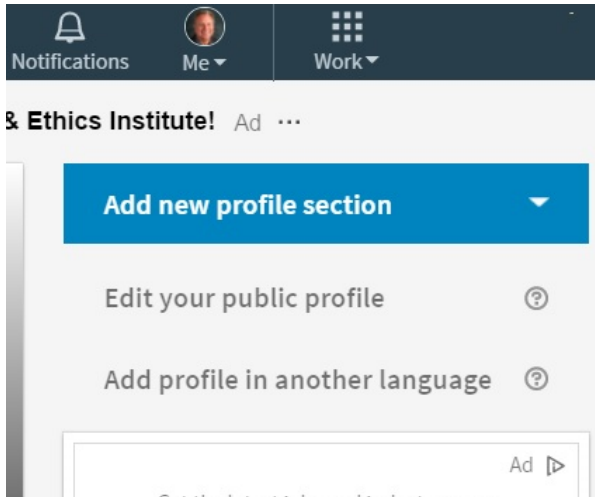 Notifications
Me
Work
& Ethics Institute! Ad ...
Add new profile section
Edit your public profile
Add profile in another language
Ad